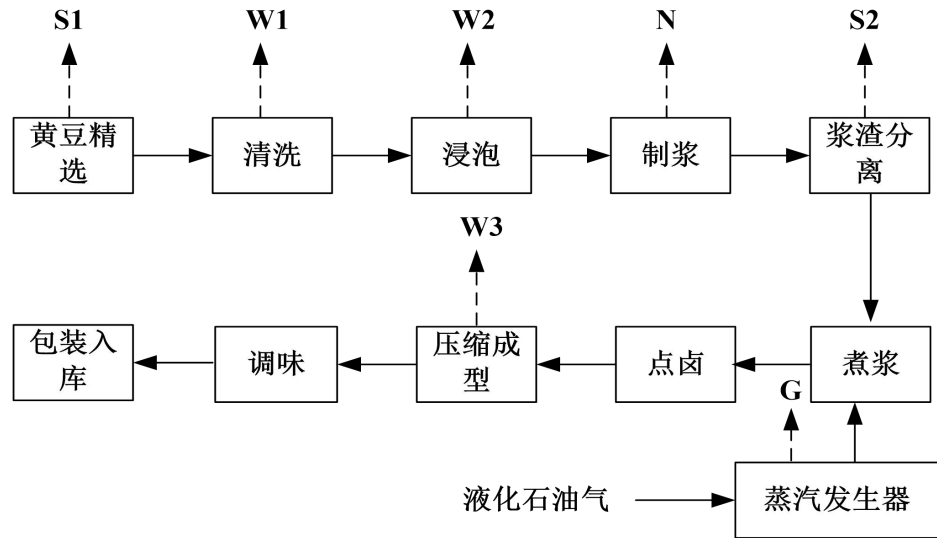 S1
W1
W2
N
S2
黄豆精
选
清洗
浸泡
制浆
浆渣分
离
W3
包装入
库
调味
压缩成
型
点卤
煮浆
G
液化石油气
蒸汽发生器